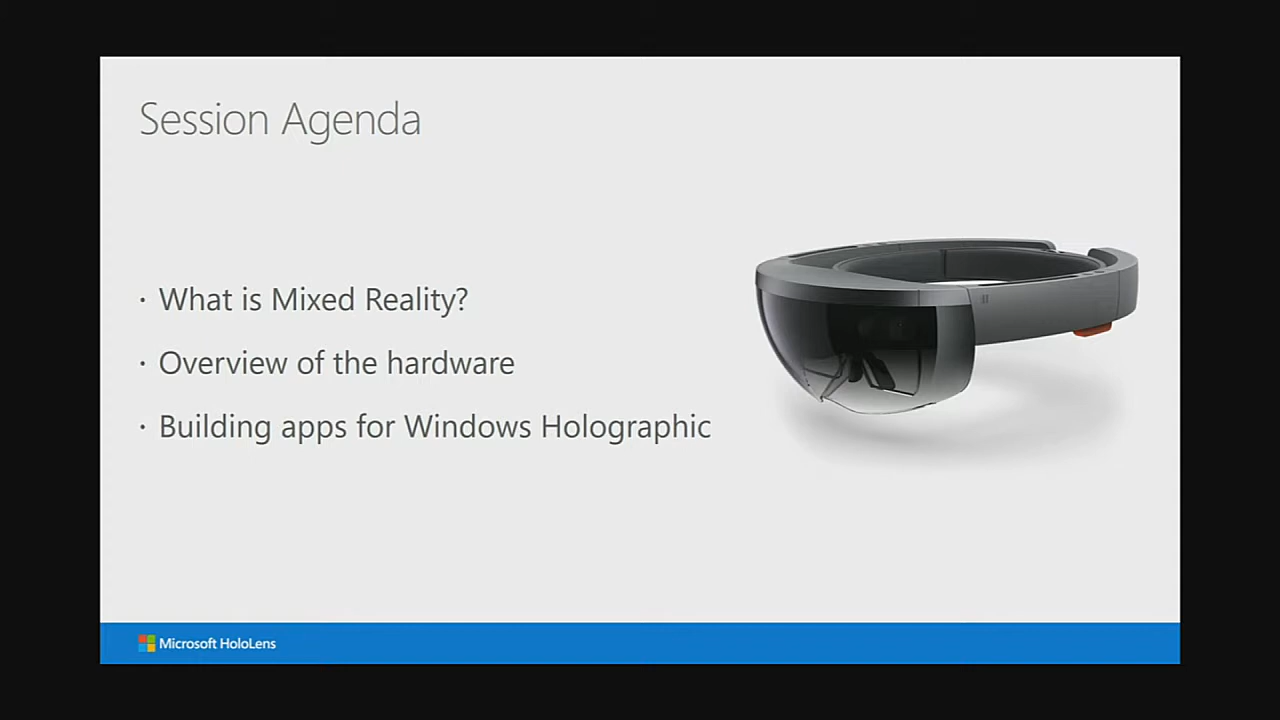 Session Agenda
· What is Mixed Reality?
· Overview of the hardware
· Building apps for Windows Holographic
Microsoft HoloLens